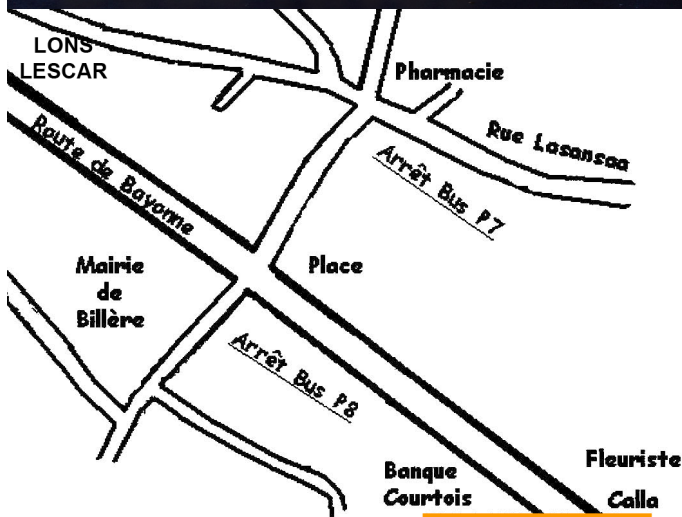 LONS
LESCAR
Pharmacie
Rue Lasansaa
Route de Bayonne
Arrêt Bus P7
Mairie
de
Billère
Place
Arrêt Bus P8
Banque
Courtois
Fleuriste
Calla